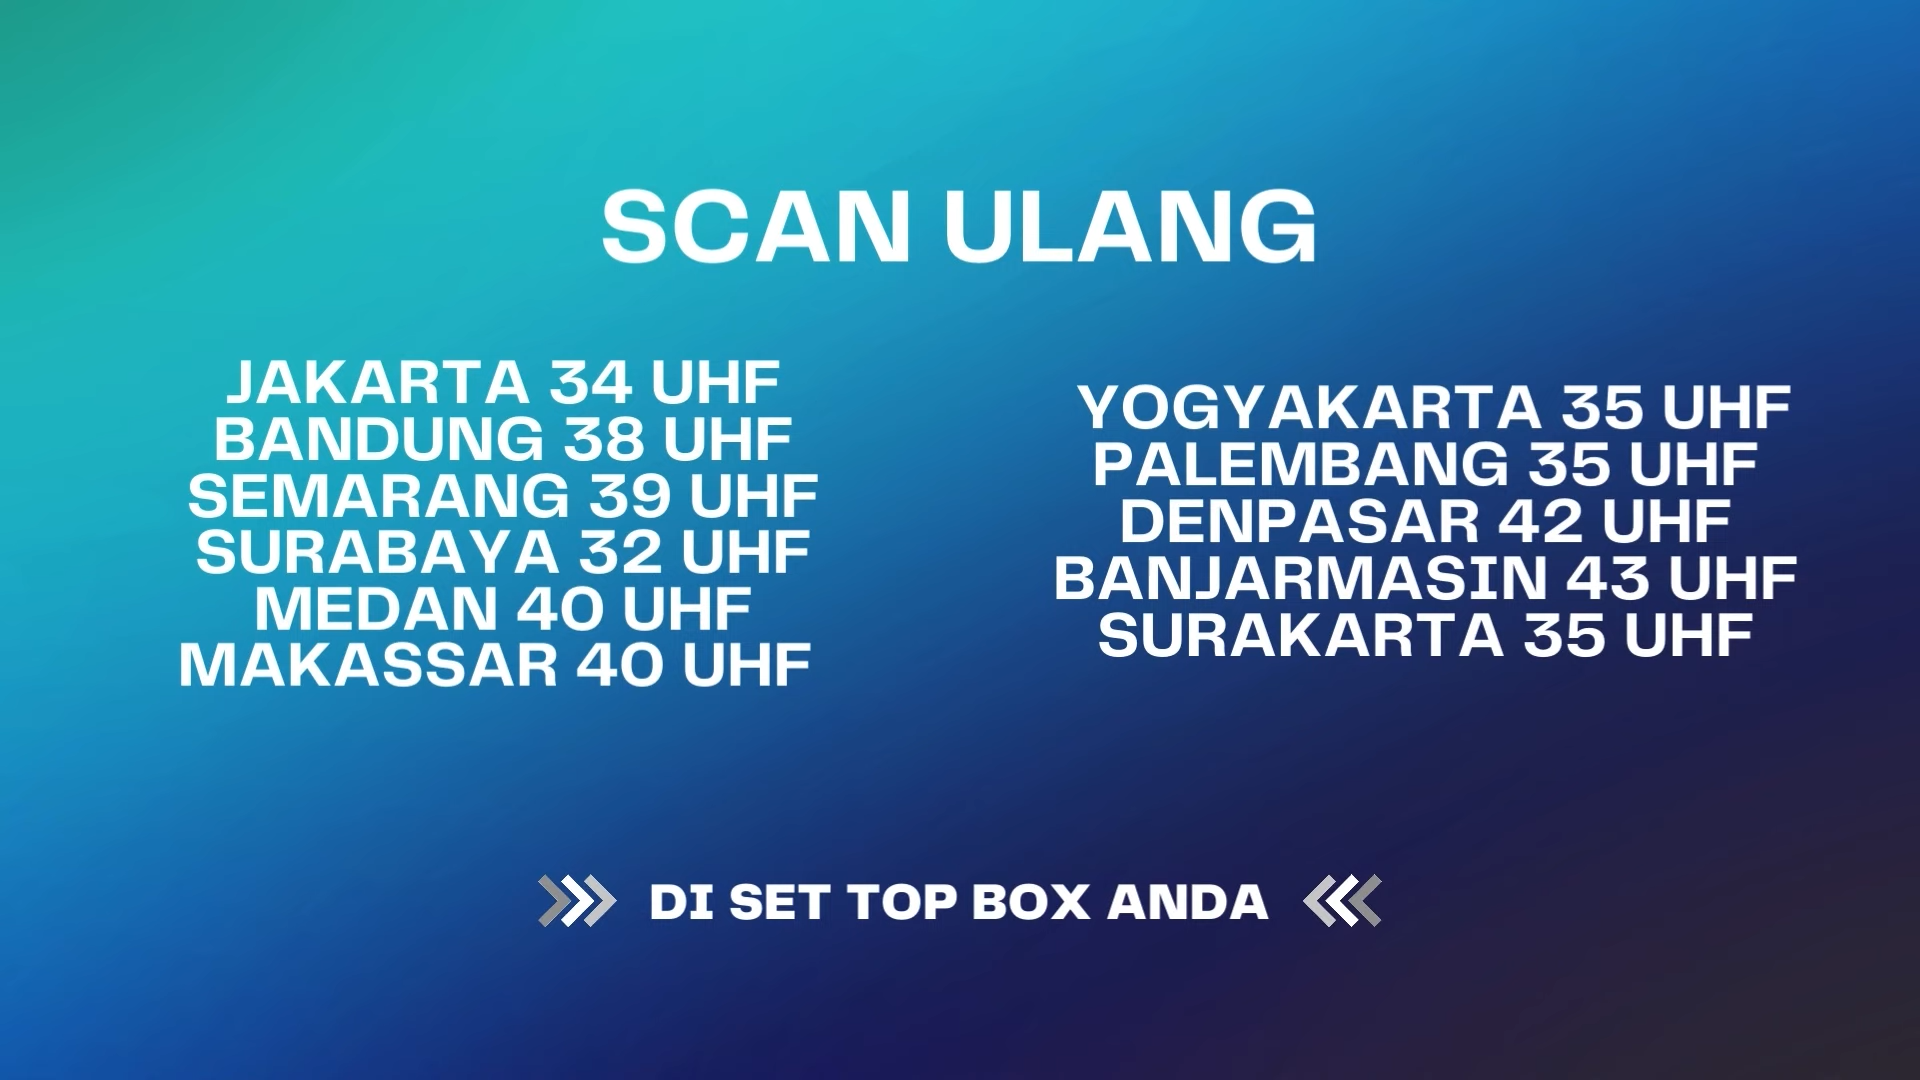 SCAN ULANG
JAKARTA 34 UHF
BANDUNG 38 UHF
SEMARANG 39 UHF
SURABAYA 32 UHF
MEDAN 40 UHF
MAKASSAR 40 UHF
YOGYAKARTA 35 UHF
PALEMBANG 35 UHF
DENPASAR 42 UHF
BANJARMASIN 43 UHF
SURAKARTA 35 UHF
DI SET TOP BOX ANDA